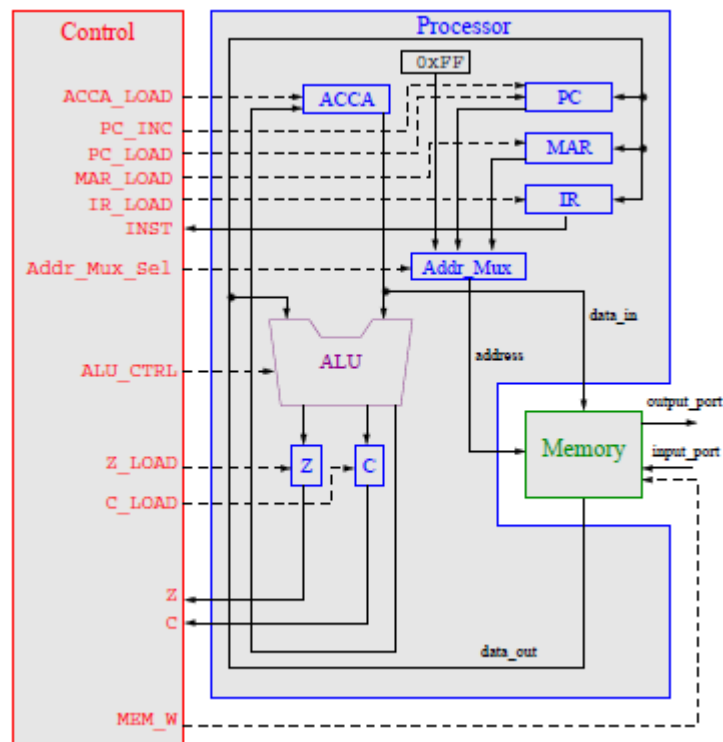 Control
Processor
0xFF
ACCA_LOAD
ACCA
PC
PC_INC
PC_LOAD
MAR
MAR_LOAD
IR
IR_LOAD
INST
Addr_Mux_Sel
Addr_Mux
data_in
ALU
address
ALU_CTRL
output_port
Memory
input_port
Z_LOAD
Z
C
C_LOAD
Z
C
data_out
MEM_W